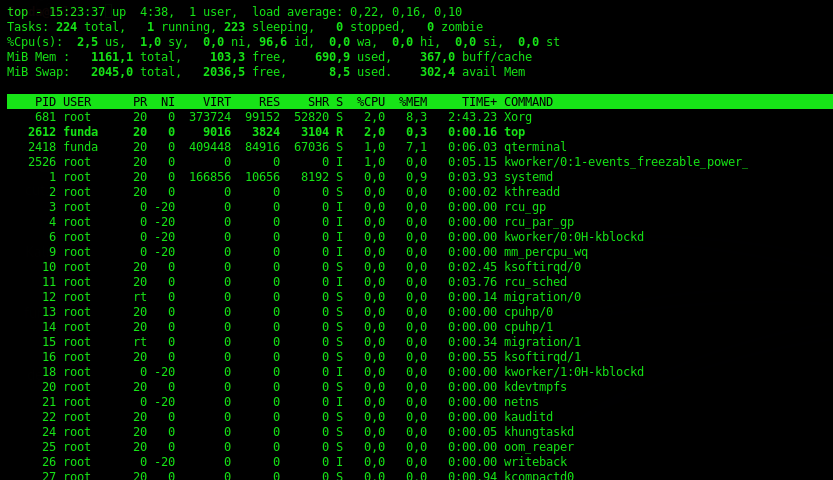 top - 15:23:37 up  4:38,  1 user,  load average: 0,22, 0,16, 0,10
Tasks: 224 total,   1 running, 223 sleeping,   0 stopped,   0 zombie
%Cpu(s):  2,5 us,  1,0 sy,  0,0 ni, 96,6 id,  0,0 wa,  0,0 hi,  0,0 si,  0,0 st
MiB Mem :   1161,1 total,    103,3 free,    690,9 used,    367,0 buff/cache
MiB Swap:   2045,0 total,   2036,5 free,      8,5 used.    302,4 avail Mem
    PID USER      PR  NI    VIRT    RES    SHR S  %CPU  %MEM     TIME+ COMMAND
    681 root      20   0  373724  99152  52820 S   2,0   8,3   2:43.23 Xorg
   2612 funda     20   0    9016   3824   3104 R   2,0   0,3   0:00.16 top
   2418 funda     20   0  409448  84916  67036 S   1,0   7,1   0:06.03 qterminal
   2526 root      20   0       0      0      0 I   1,0   0,0   0:05.15 kworker/0:1-events_freezable_power_
      1 root      20   0  166856  10656   8192 S   0,0   0,9   0:03.93 systemd
      2 root      20   0       0      0      0 S   0,0   0,0   0:00.02 kthreadd
      3 root       0 -20       0      0      0 I   0,0   0,0   0:00.00 rcu_gp
      4 root       0 -20       0      0      0 I   0,0   0,0   0:00.00 rcu_par_gp
      6 root       0 -20       0      0      0 I   0,0   0,0   0:00.00 kworker/0:0H-kblockd
      9 root       0 -20       0      0      0 I   0,0   0,0   0:00.00 mm_percpu_wq
     10 root      20   0       0      0      0 S   0,0   0,0   0:02.45 ksoftirqd/0
     11 root      20   0       0      0      0 I   0,0   0,0   0:03.76 rcu_sched
     12 root      rt   0       0      0      0 S   0,0   0,0   0:00.14 migration/0
     13 root      20   0       0      0      0 S   0,0   0,0   0:00.00 cpuhp/0
     14 root      20   0       0      0      0 S   0,0   0,0   0:00.00 cpuhp/1
     15 root      rt   0       0      0      0 S   0,0   0,0   0:00.34 migration/1
     16 root      20   0       0      0      0 S   0,0   0,0   0:00.55 ksoftirqd/1
     18 root       0 -20       0      0      0 I   0,0   0,0   0:00.00 kworker/1:0H-kblockd
     20 root      20   0       0      0      0 S   0,0   0,0   0:00.00 kdevtmpfs
     21 root       0 -20       0      0      0 I   0,0   0,0   0:00.00 netns
     22 root      20   0       0      0      0 S   0,0   0,0   0:00.00 kauditd
     24 root      20   0       0      0      0 S   0,0   0,0   0:00.05 khungtaskd
     25 root      20   0       0      0      0 S   0,0   0,0   0:00.00 oom_reaper
     26 root       0 -20       0      0      0 I   0,0   0,0   0:00.00 writeback
     27 root      20   0       0      0      0 S   0,0   0,0   0:00.94 kcompactd0